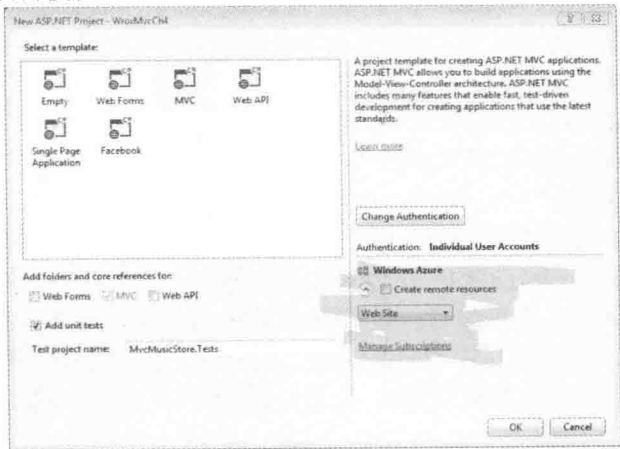 New ASP.NET Project - WroxMvcCh4
Select a template:
Empty
Web Forms
MVC
Web API
Single Page Application
Facebook
A project template for creating ASP.NET MVC applications.
ASP.NET MVC allows you to build applications using the
Model-View-Controller architecture. ASP.NET MVC
includes many features that enable fast, test-driven
development for creating applications that use the latest
standards.
Learn more
Change Authentication
Authentication: Individual User Accounts
Add folders and core references for:
Web Forms MVC Web API
Add unit tests
Test project name: MvcMusicStore.Tests
Windows Azure
Create remote resources
Web Site
Manage Subscriptions
OK Cancel